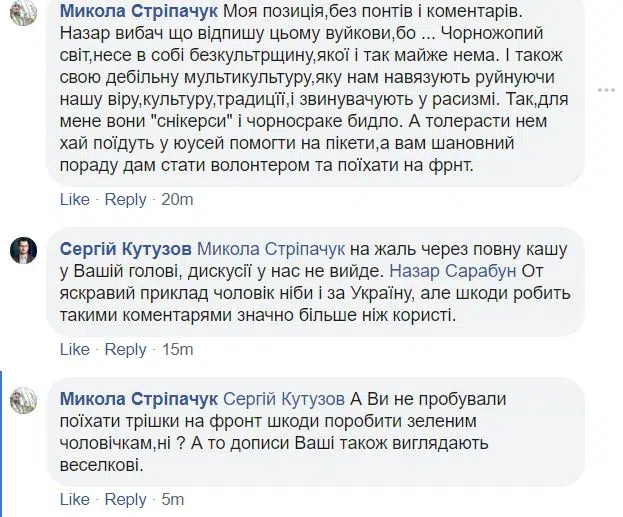 Микола Стріпачук Моя позиція,без понтів і коментарів.
Назар вибач що відпишу цьому вуйкови,бо ... Чорножопий
світ,несе в собі безкультрщину,якої і так майже нема. І також
свою дебільну мультикультуру,яку нам навязують руйнуючи
нашу віру,культуру,традиції,і звинувачують у расизмі. Так,для
мене вони "снікерси" і чорносраке бидло. А толерасти нем
хай поїдуть у юусей помогти на пікети,а вам шановний
пораду дам стати волонтером та поїхати на фрнт.
Like · Reply · 20m
Сергій Кутузов Микола Стріпачук на жаль через повну кашу
у Вашій голові, дискусії у нас не вийде. Назар Сарабун От
яскравий приклад чоловік ніби і за Україну, але шкоди робить
такими коментарями значно більше ніж користі.
Like · Reply · 15m
Микола Стріпачук Сергій Кутузов А Ви не пробували
поїхати трішки на фронт шкоди поробити зеленим
чоловічкам,ні ? А то дописи Ваші також виглядають
веселкові.
Like · Reply · 5m